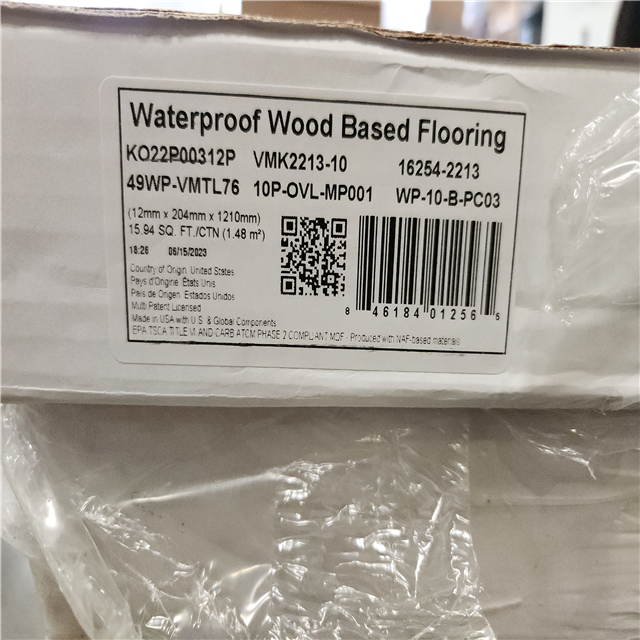 Waterproof Wood Based Flooring
KO22P00312P VMK2213-10 16254-2213
49WP-VMTL76 10P-OVL-MP001 WP-10-B-PC03
(12mm x 204mm x 1210mm)
15.94 SQ. FT./CTN (1.48 m²)
18:26 06/15/2023
Country of Origin: United States
Pays d'Origine: États Unis
Pais de Origen: Estados Unidos
Multi Patent Licensed
Made in USA with U.S. & Global Components
EPA TSCA TITLE VI AND CARB ATCM PHASE 2 COMPLIANT MDF - Produced with NAF-based materials
8 46184 01256 5